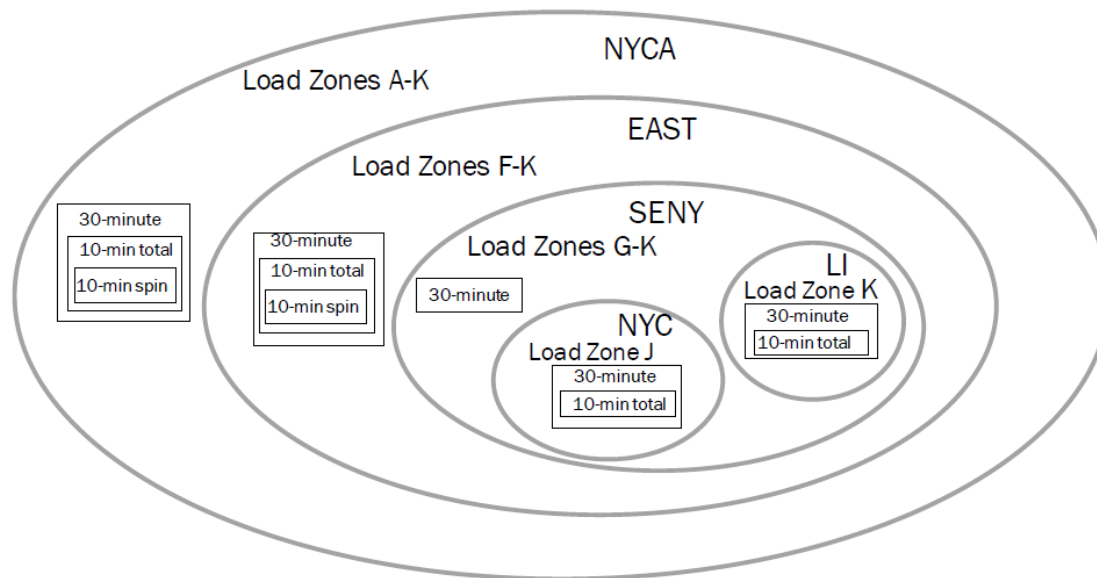 NYCA
Load Zones A-K
EAST
Load Zones F-K
SENY
Load Zones G-K
30-minute
10-min total
10-min spin
30-minute
10-min total
10-min spin
30-minute
LI
Load Zone K
30-minute
10-min total
NYC
Load Zone J
30-minute
10-min total